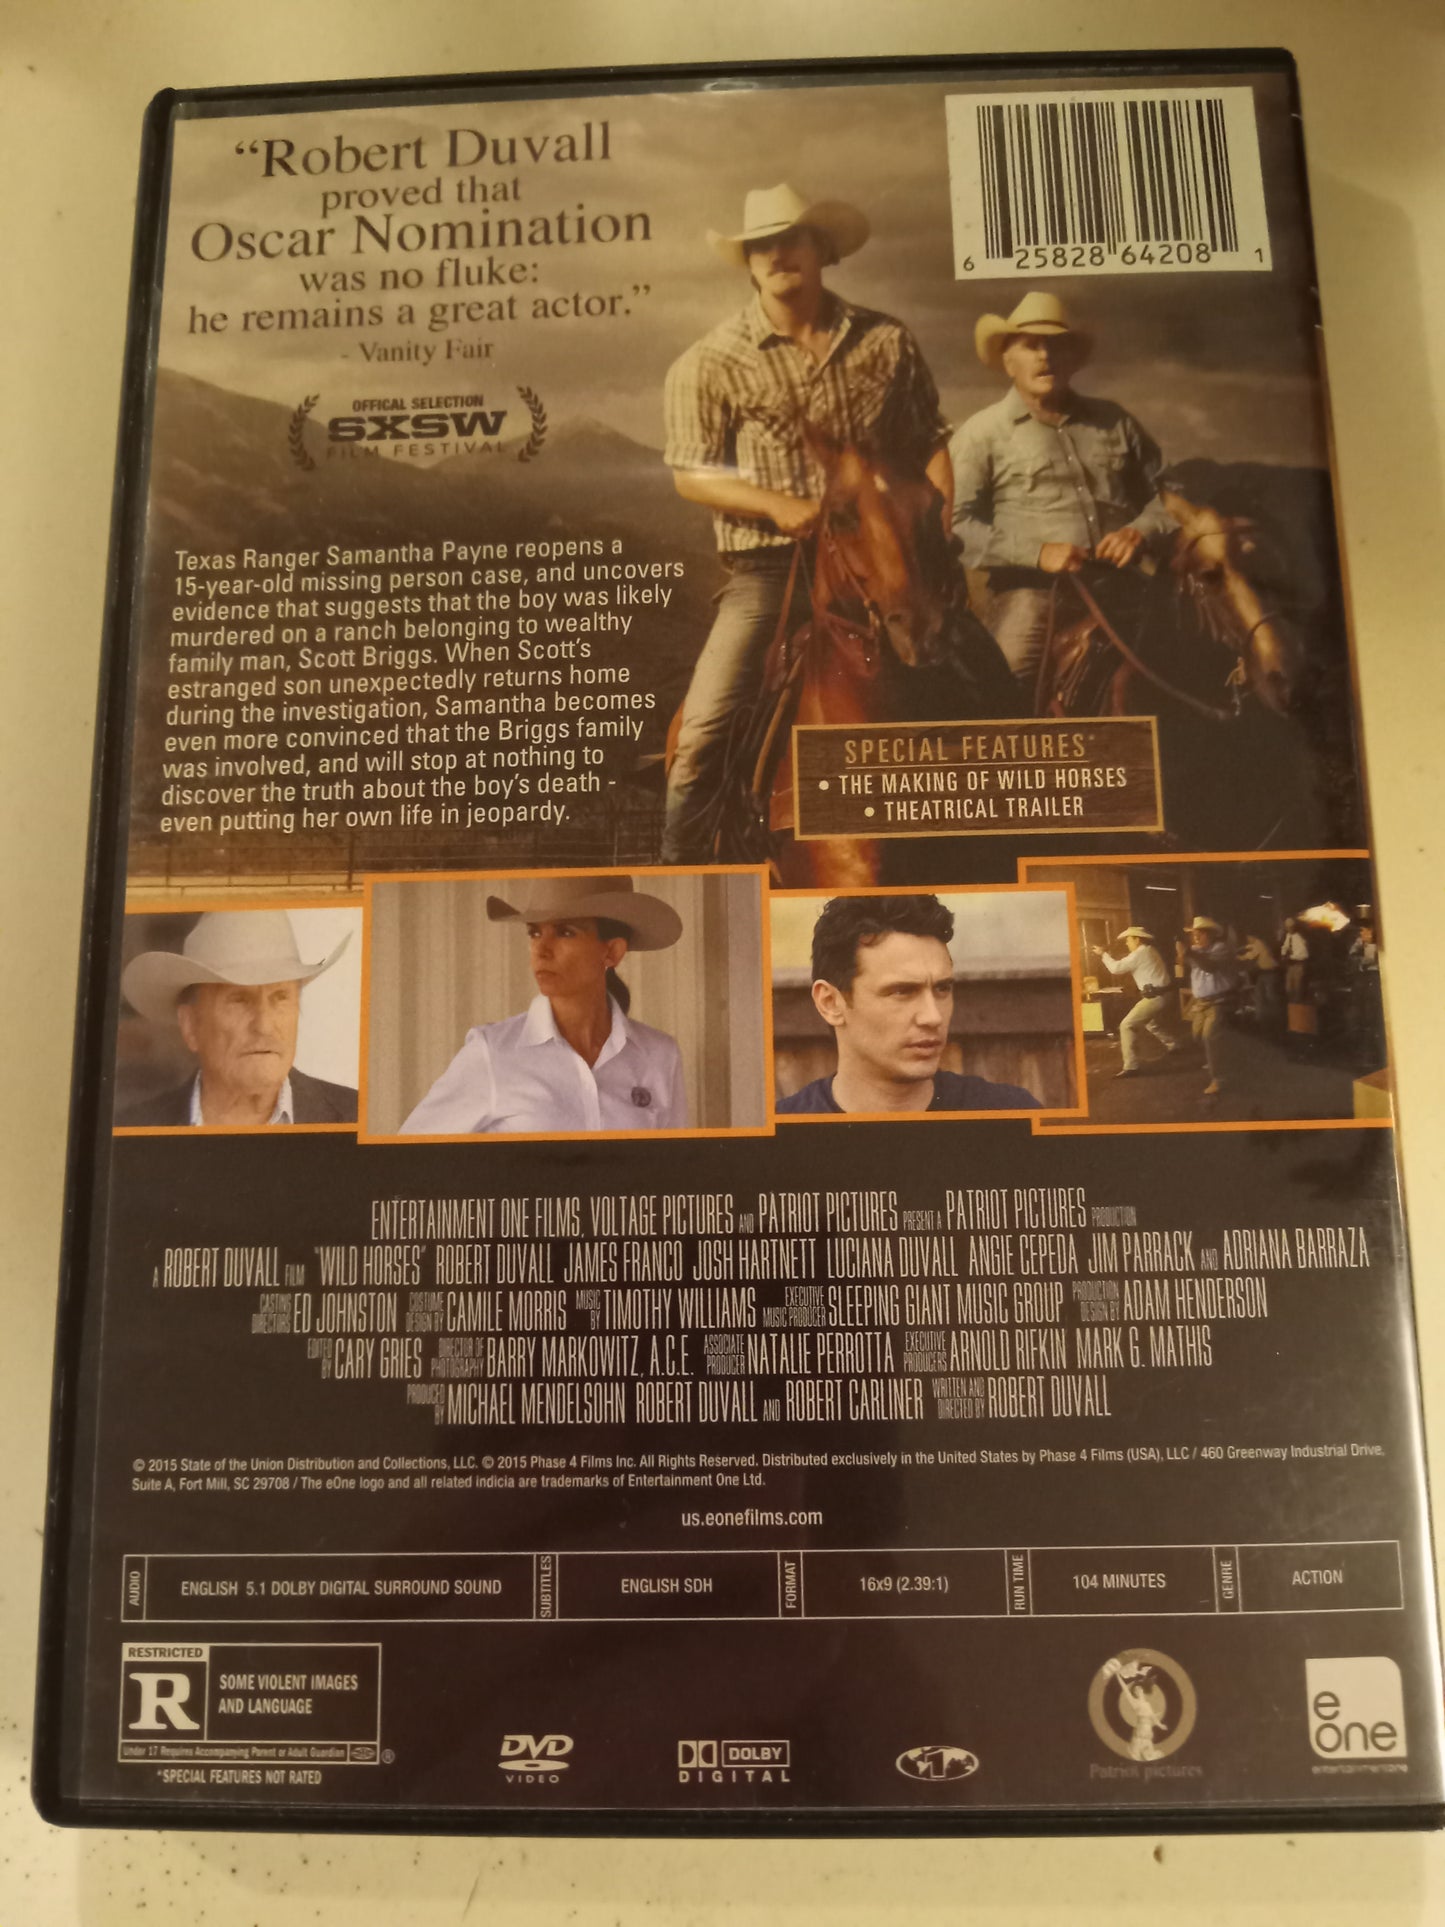 “Robert Duvall
proved that
Oscar Nomination
was no fluke:
he remains a great actor.”
- Vanity Fair
OFFICAL SELECTION
SXSW
FILM FESTIVAL
6 25828 64208 1
Texas Ranger Samantha Payne reopens a
15-year-old missing person case, and uncovers
evidence that suggests that the boy was likely
murdered on a ranch belonging to wealthy
family man, Scott Briggs. When Scott's
estranged son unexpectedly returns home
during the investigation, Samantha becomes
even more convinced that the Briggs family
was involved, and will stop at nothing to
discover the truth about the boy's death -
even putting her own life in jeopardy.
SPECIAL FEATURES*
• THE MAKING OF WILD HORSES
• THEATRICAL TRAILER
ENTERTAINMENT ONE FILMS, VOLTAGE PICTURES AND PATRIOT PICTURES PRESENT A PATRIOT PICTURES PRODUCTION
A ROBERT DUVALL FILM "WILD HORSES" ROBERT DUVALL JAMES FRANCO JOSH HARTNETT LUCIANA DUVALL ANGIE CEPEDA JIM PARRACK AND ADRIANA BARRAZA
CASTING DIRECTORS ED JOHNSTON COSTUME DESIGN BY CAMILE MORRIS MUSIC BY TIMOTHY WILLIAMS EXECUTIVE MUSIC PRODUCER SLEEPING GIANT MUSIC GROUP PRODUCTION DESIGN BY ADAM HENDERSON
EDITED BY CARY GRIES DIRECTOR OF PHOTOGRAPHY BARRY MARKOWITZ, A.C.E. ASSOCIATE PRODUCER NATALIE PERROTTA EXECUTIVE PRODUCERS ARNOLD RIFKIN MARK G. MATHIS
PRODUCED BY MICHAEL MENDELSOHN ROBERT DUVALL AND ROBERT CARLINER WRITTEN AND DIRECTED BY ROBERT DUVALL
© 2015 State of the Union Distribution and Collections, LLC. © 2015 Phase 4 Films Inc. All Rights Reserved. Distributed exclusively in the United States by Phase 4 Films (USA), LLC / 460 Greenway Industrial Drive,
Suite A, Fort Mill, SC 29708 / The eOne logo and all related indicia are trademarks of Entertainment One Ltd.
us.eonefilms.com
AUDIO ENGLISH 5.1 DOLBY DIGITAL SURROUND SOUND SUBTITLES ENGLISH SDH FORMAT 16x9 (2.39:1) RUN TIME 104 MINUTES GENRE ACTION
RESTRICTED
R SOME VIOLENT IMAGES
AND LANGUAGE
Under 17 Requires Accompanying Parent or Adult Guardian ®
*SPECIAL FEATURES NOT RATED
DVD
VIDEO
DOLBY
DIGITAL
1
Patriot pictures
e
one
entertainmentone